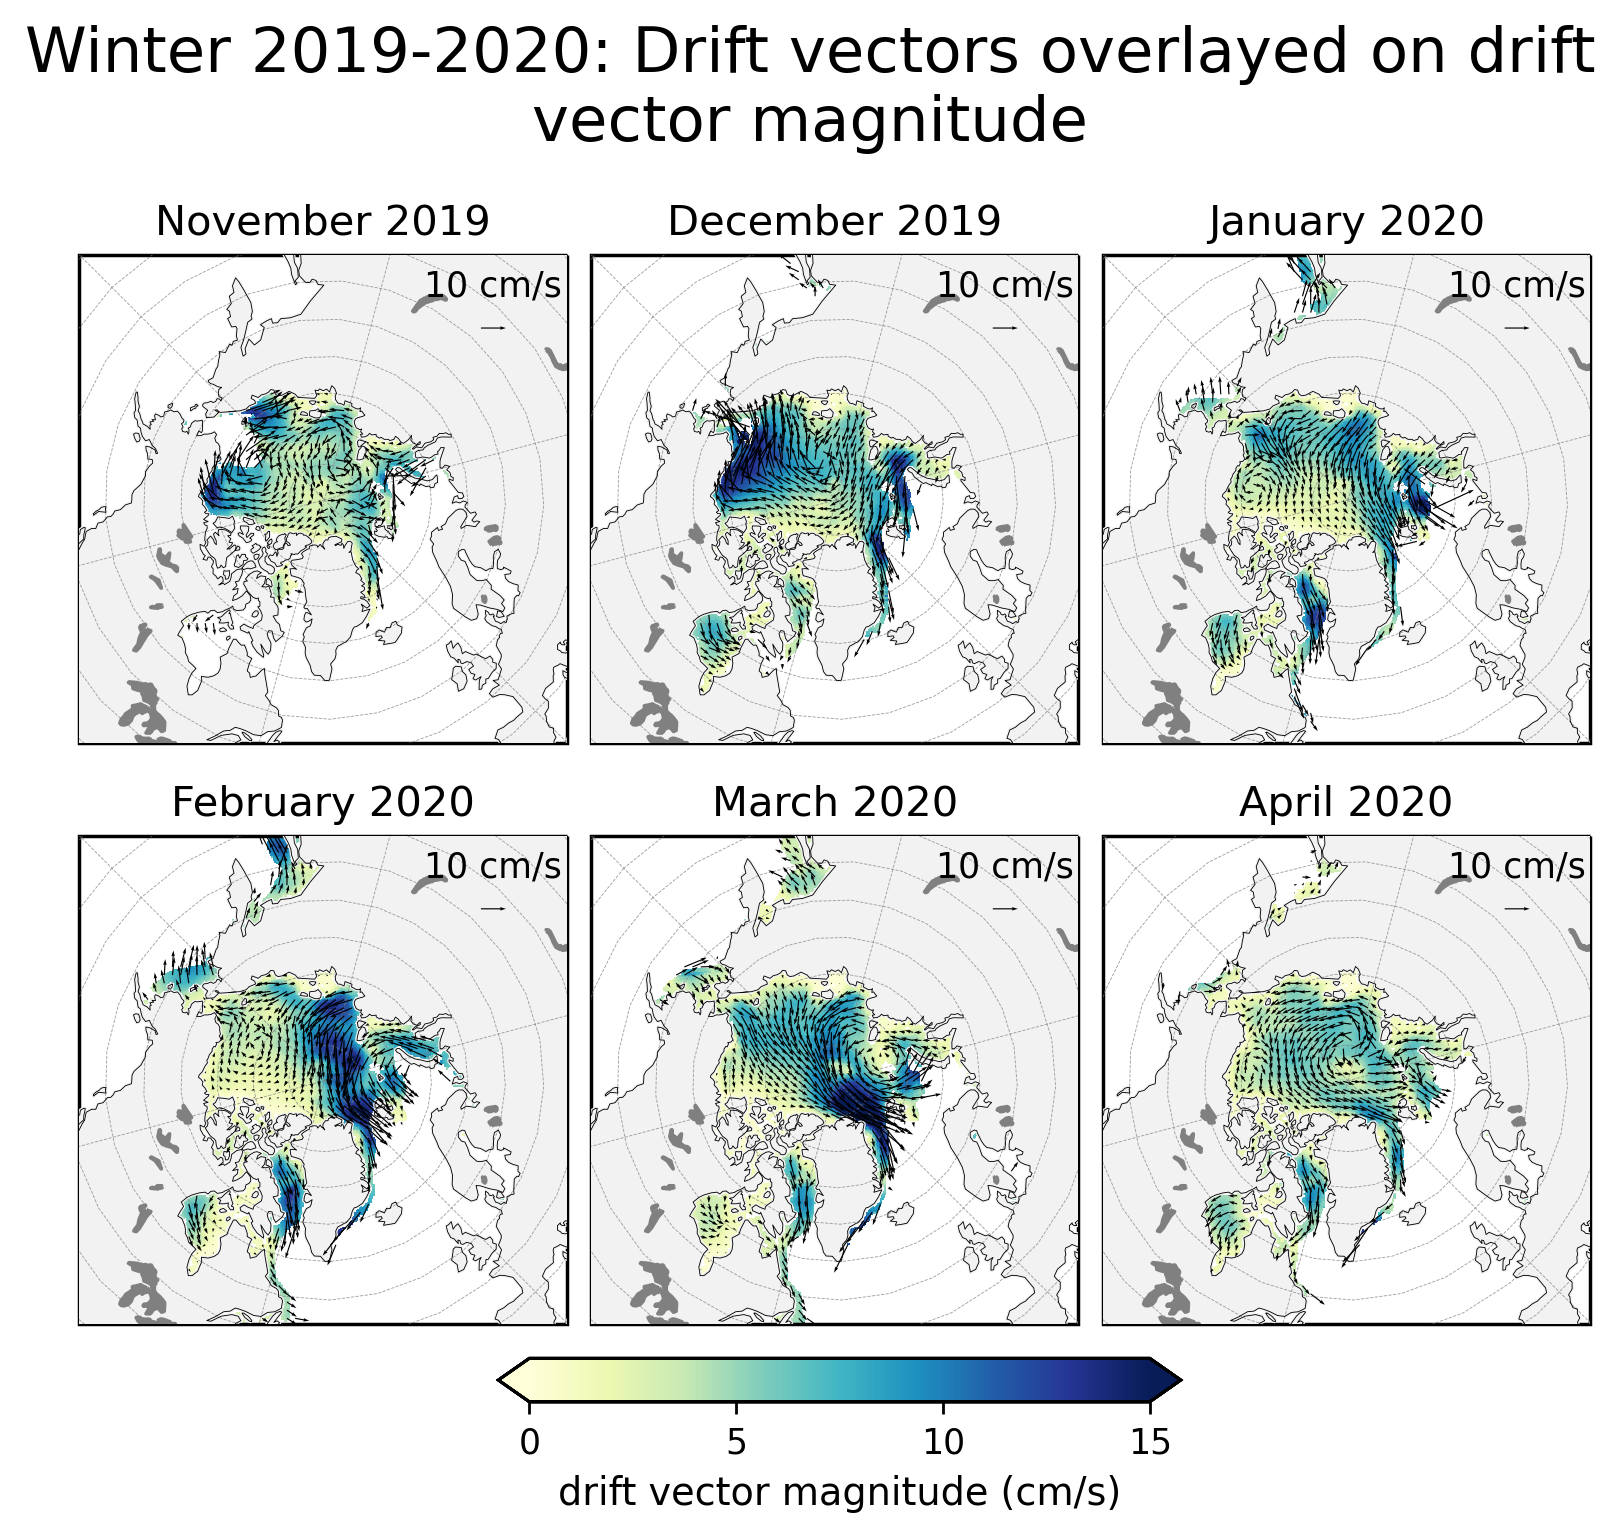 Winter 2019-2020: Drift vectors overlayed on drift
vector magnitude
November 2019
December 2019
January 2020
10 cm/s
10 cm/s
10 cm/s
February 2020
March 2020
April 2020
10 cm/s
10 cm/s
10 cm/s
0
5
10
15
drift vector magnitude (cm/s)